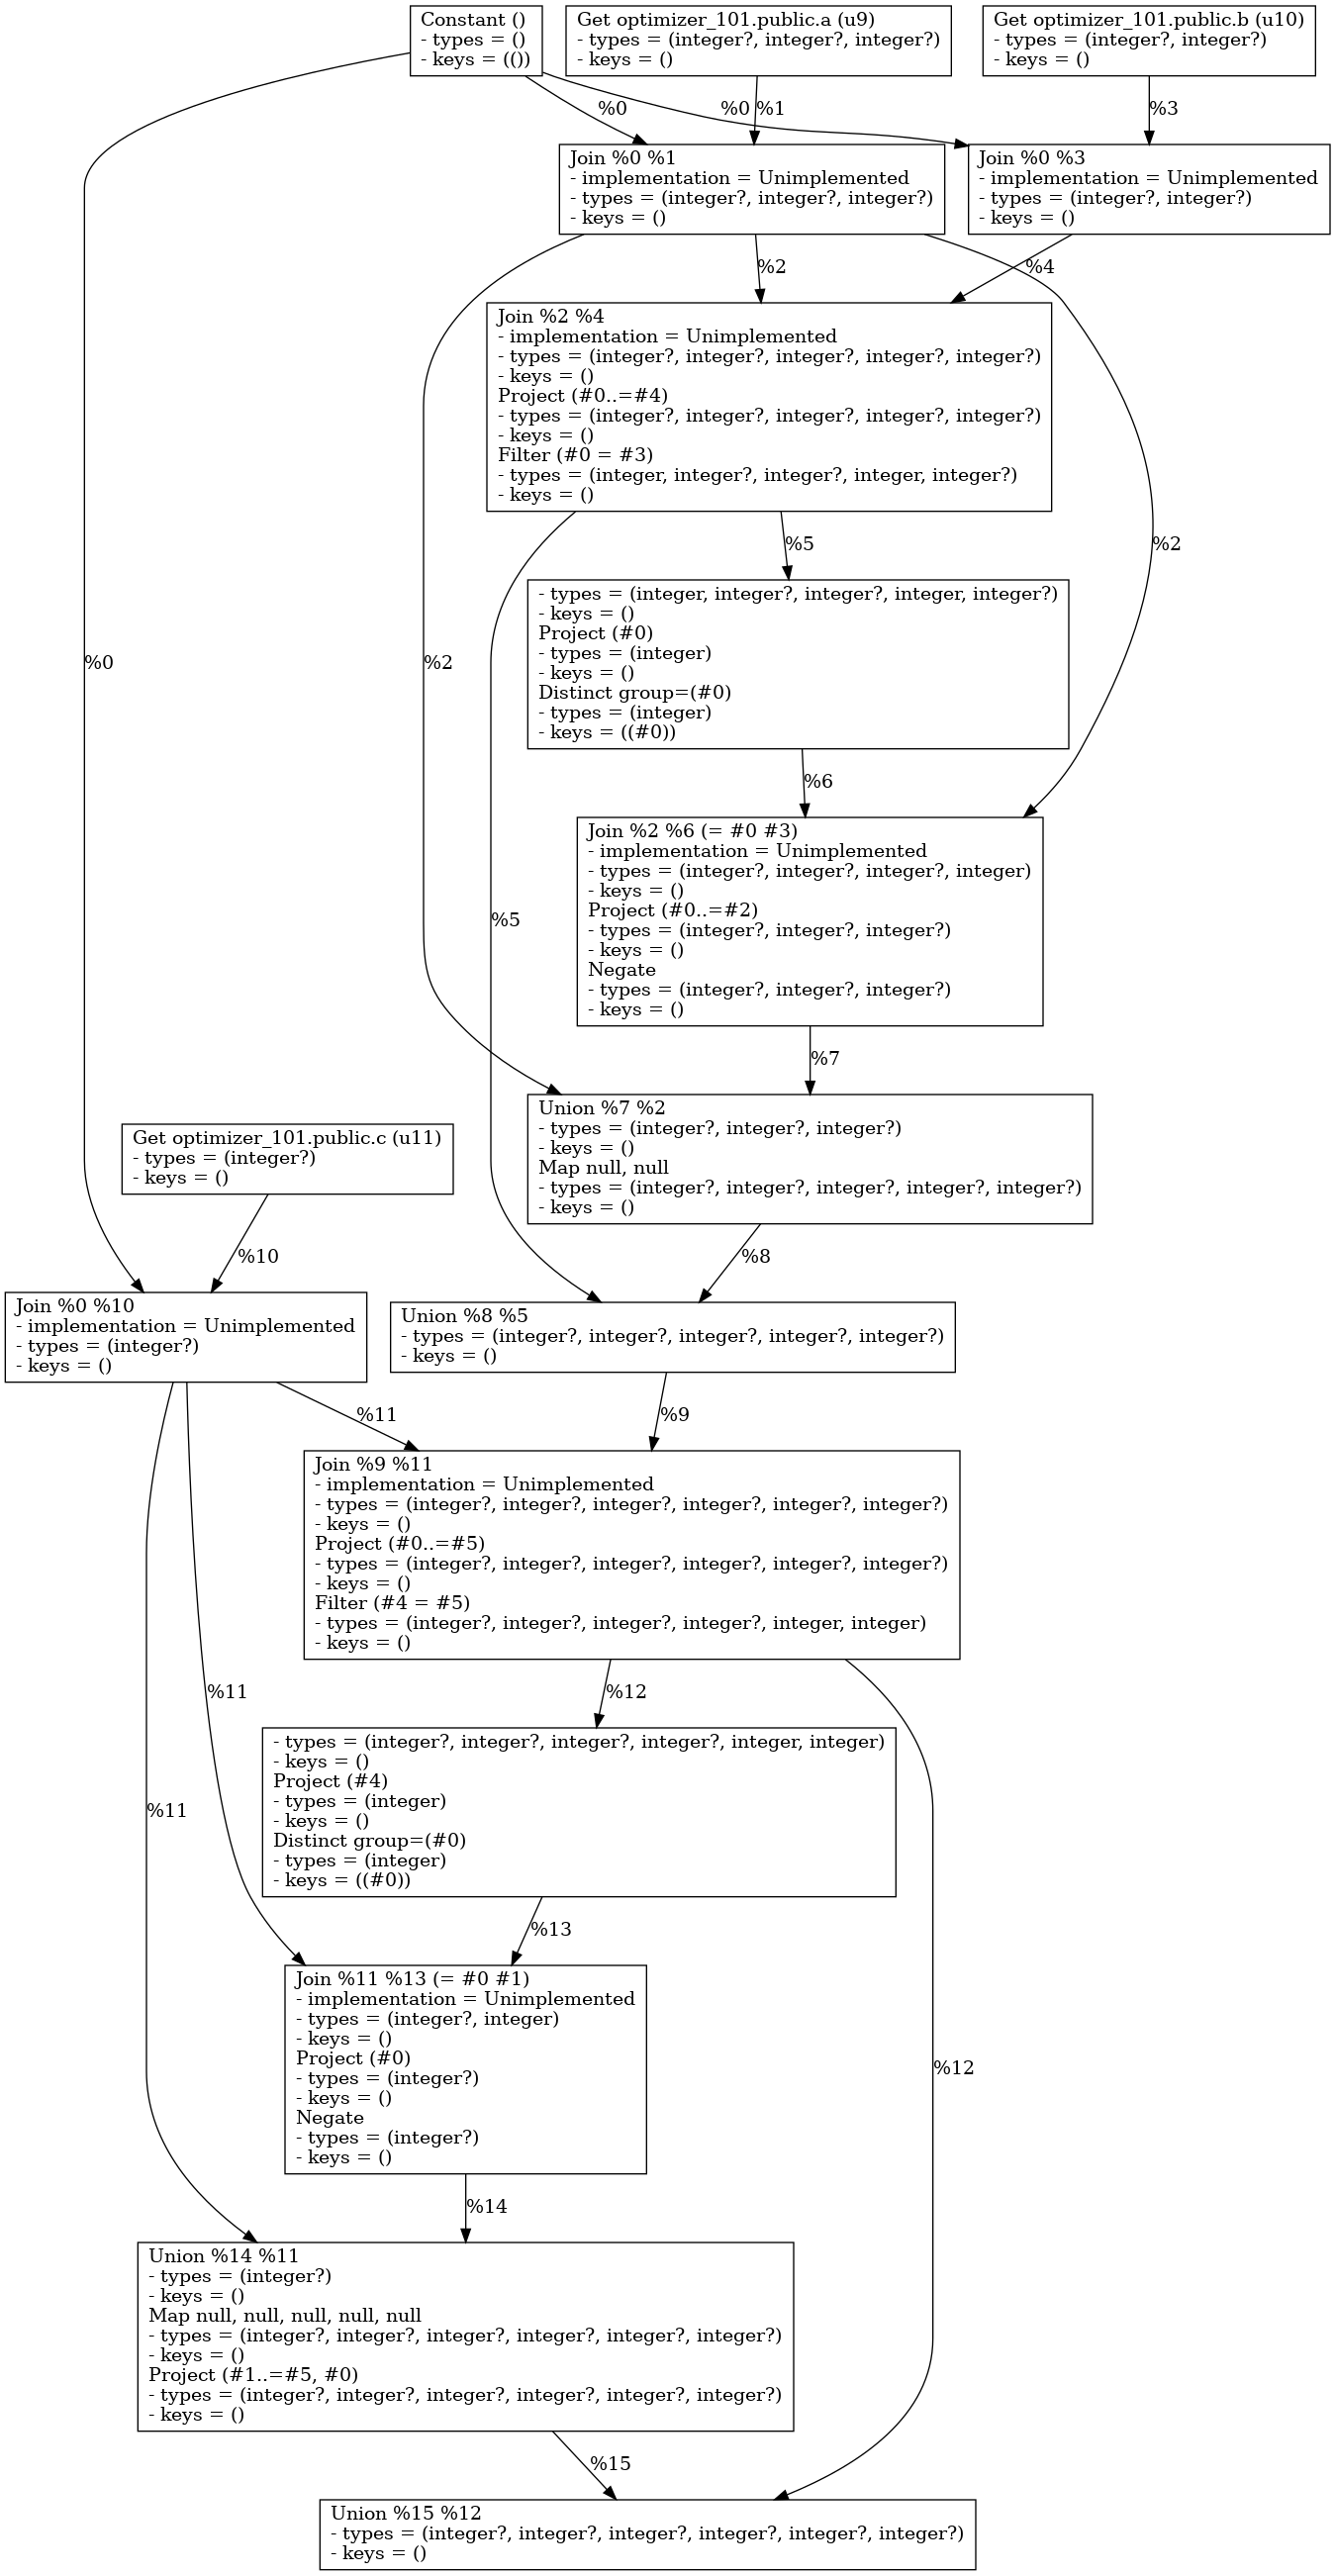 Constant ()
- types = ()
- keys = (())
Get optimizer_101.public.a (u9)
- types = (integer?, integer?, integer?)
- keys = ()
Get optimizer_101.public.b (u10)
- types = (integer?, integer?)
- keys = ()
%0
%0
%1
%3
Join %0 %1
- implementation = Unimplemented
- types = (integer?, integer?, integer?)
- keys = ()
Join %0 %3
- implementation = Unimplemented
- types = (integer?, integer?)
- keys = ()
%2
%4
Join %2 %4
- implementation = Unimplemented
- types = (integer?, integer?, integer?, integer?, integer?)
- keys = ()
Project (#0..=#4)
- types = (integer?, integer?, integer?, integer?, integer?)
- keys = ()
Filter (#0 = #3)
- types = (integer, integer?, integer?, integer, integer?)
- keys = ()
%5
%2
- types = (integer, integer?, integer?, integer, integer?)
- keys = ()
Project (#0)
- types = (integer)
- keys = ()
Distinct group=(#0)
- types = (integer)
- keys = ((#0))
%0
%2
%6
Join %2 %6 (= #0 #3)
- implementation = Unimplemented
- types = (integer?, integer?, integer?, integer)
- keys = ()
Project (#0..=#2)
- types = (integer?, integer?, integer?)
- keys = ()
Negate
- types = (integer?, integer?, integer?)
- keys = ()
%5
%7
Union %7 %2
- types = (integer?, integer?, integer?)
- keys = ()
Map null, null
- types = (integer?, integer?, integer?, integer?, integer?)
- keys = ()
Get optimizer_101.public.c (u11)
- types = (integer?)
- keys = ()
%10
%8
Join %0 %10
- implementation = Unimplemented
- types = (integer?)
- keys = ()
Union %8 %5
- types = (integer?, integer?, integer?, integer?, integer?)
- keys = ()
%11
%9
Join %9 %11
- implementation = Unimplemented
- types = (integer?, integer?, integer?, integer?, integer?, integer?)
- keys = ()
Project (#0..=#5)
- types = (integer?, integer?, integer?, integer?, integer?, integer?)
- keys = ()
Filter (#4 = #5)
- types = (integer?, integer?, integer?, integer?, integer, integer)
- keys = ()
%11
%12
- types = (integer?, integer?, integer?, integer?, integer, integer)
- keys = ()
Project (#4)
- types = (integer)
- keys = ()
Distinct group=(#0)
- types = (integer)
- keys = ((#0))
%11
%13
Join %11 %13 (= #0 #1)
- implementation = Unimplemented
- types = (integer?, integer)
- keys = ()
Project (#0)
- types = (integer?)
- keys = ()
Negate
- types = (integer?)
- keys = ()
%12
%14
Union %14 %11
- types = (integer?)
- keys = ()
Map null, null, null, null, null
- types = (integer?, integer?, integer?, integer?, integer?, integer?)
- keys = ()
Project (#1..=#5, #0)
- types = (integer?, integer?, integer?, integer?, integer?, integer?)
- keys = ()
%15
Union %15 %12
- types = (integer?, integer?, integer?, integer?, integer?, integer?)
- keys = ()